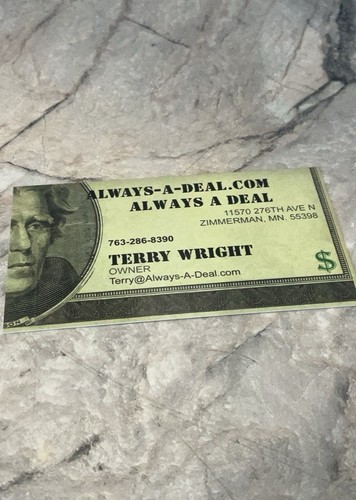 ALWAYS-A-DEAL.COM
ALWAYS A DEAL
11570 276TH AVE N
ZIMMERMAN, MN. 55398
763-286-8390
TERRY WRIGHT
OWNER
Terry@Always-A-Deal.com
$